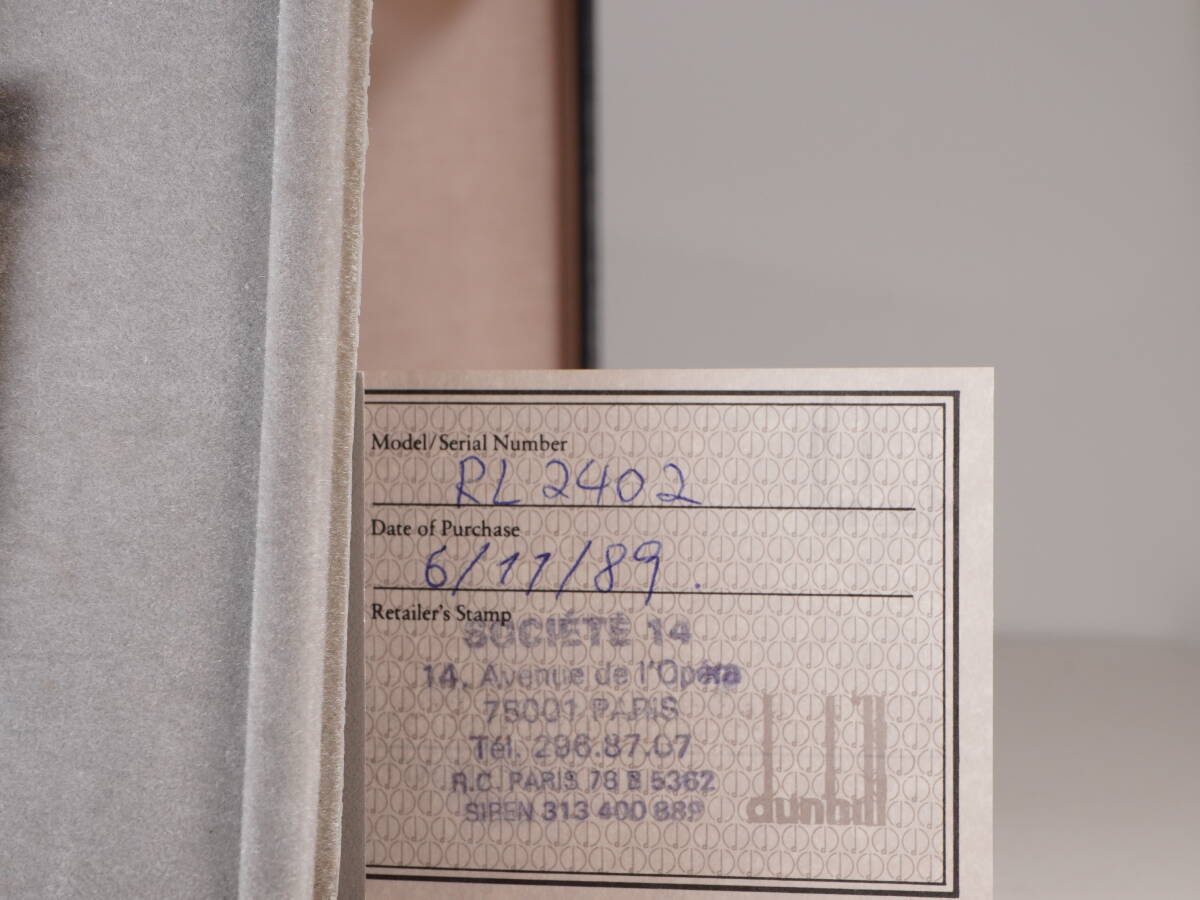 Model/Serial Number
RL 2402
Date of Purchase
6/11/89.
Retailer's Stamp
SOCIÉTÉ 14
14, Avenue de l'Opéra
75001 PARIS
Tél. 296.87.07
R.C. PARIS 78 B 5362
SIREN 313 400 889
dunhill